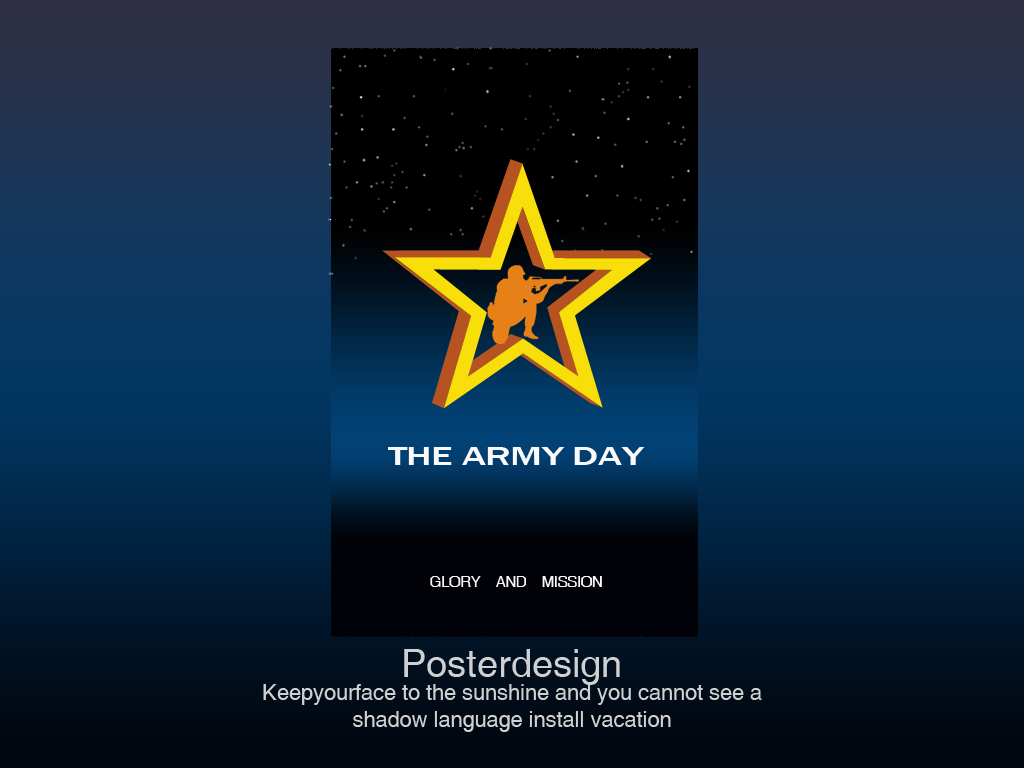 THE ARMY DAY
GLORY AND MISSION
Posterdesign
Keepyourface to the sunshine and you cannot see a
shadow language install vacation